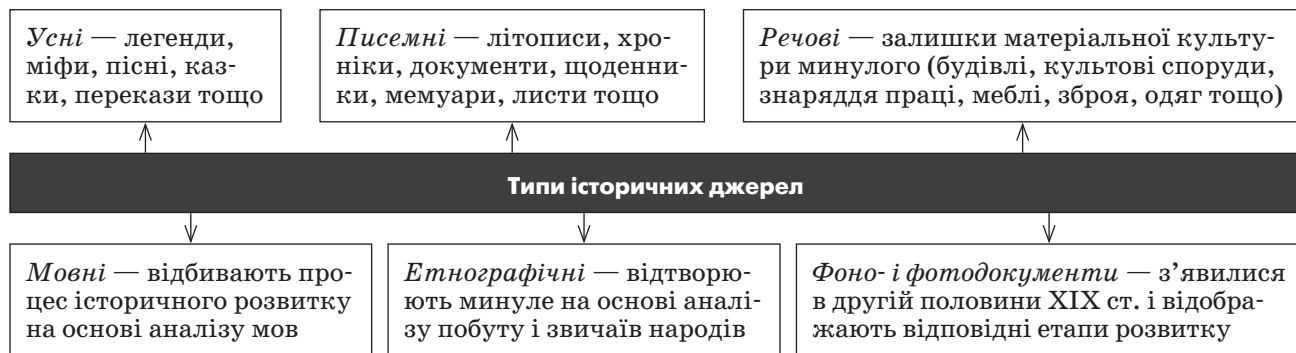 Усні — легенди,
міфи, пісні, каз-
ки, перекази тощо
Писемні — літописи, хро-
ніки, документи, щоденни-
ки, мемуари, листи тощо
Речові — залишки матеріальної культу-
ри минулого (будівлі, культові споруди,
знаряддя праці, меблі, зброя, одяг тощо)
Типи історичних джерел
Мовні — відбивають про-
цес історичного розвитку
на основі аналізу мов
Етнографічні — відтворю-
ють минуле на основі аналі-
зу побуту і звичаїв народів
Фоно- і фотодокументи — з’явилися
в другій половини XIX ст. і відобра-
жають відповідні етапи розвитку